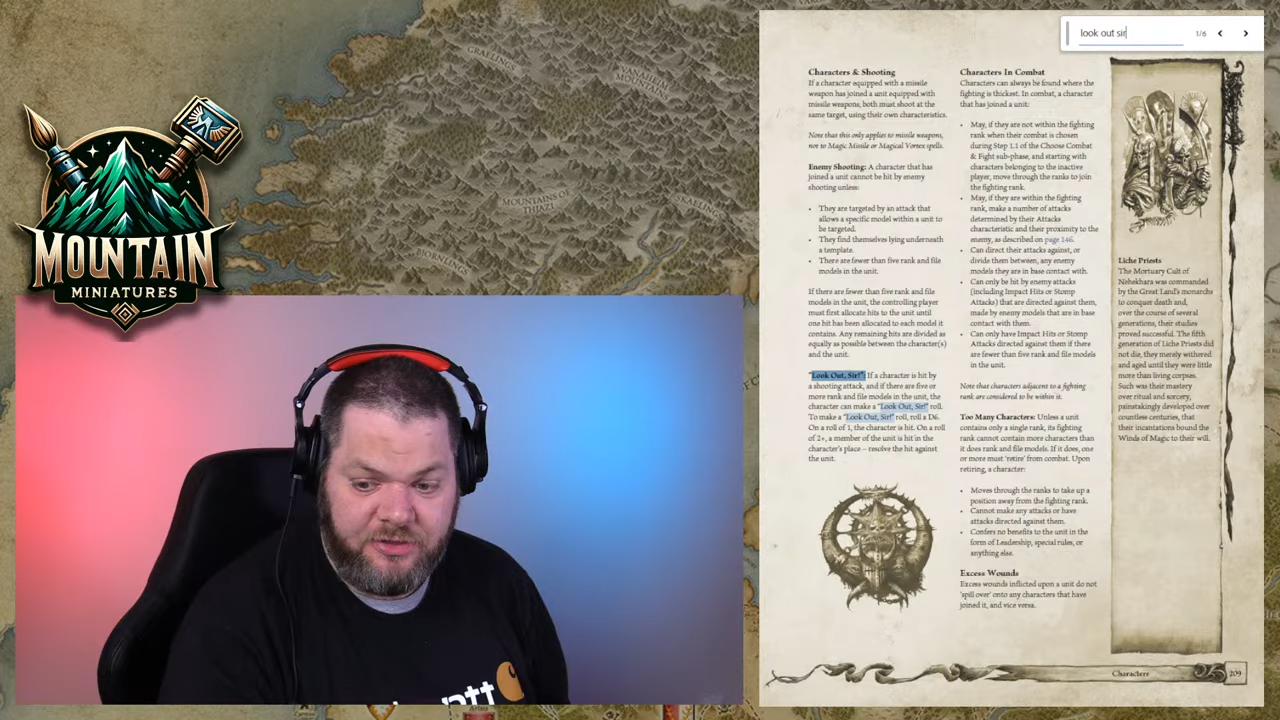 GRAELINGS
VANAHEIM
MOUNTAINS
MOUNTAINS
BJORNLINGS
MOUNTAIN
MINIATURES
look out sir
1/6
Characters & Shooting
If a character equipped with a missile
weapon has joined a unit equipped with
missile weapons, both must shoot at the
same target, using their own characteristics.
Note that this only applies to missile weapons,
not to Magic Missile or Magical Vortex spells.
Enemy Shooting: A character that has
joined a unit cannot be hit by enemy
shooting unless:
• They are targeted by an attack that
allows a specific model within a unit to
be targeted.
• They find themselves lying underneath
a template.
• There are fewer than five rank and file
models in the unit.
If there are fewer than five rank and file
models in the unit, the controlling player
must first allocate hits to the unit until
one hit has been allocated to each model it
contains. Any remaining hits are divided as
equally as possible between the character(s)
and the unit.
"Look Out, Sir!": If a character is hit by
a shooting attack, and if there are five or
more rank and file models in the unit, the
character can make a "Look Out, Sir!" roll.
To make a "Look Out, Sir!" roll, roll a D6.
On a roll of 1, the character is hit. On a roll
of 2+, a member of the unit is hit in the
character's place – resolve the hit against
the unit.
Characters In Combat
Characters can always be found where the
fighting is thickest. In combat, a character
that has joined a unit:
• May, if they are not within the fighting
rank when their combat is chosen
during Step 1.1 of the Choose Combat
& Fight sub-phase, and starting with
characters belonging to the inactive
player, move through the ranks to join
the fighting rank.
• May, if they are within the fighting
rank, make a number of attacks
determined by their Attacks
characteristic and their proximity to the
enemy, as described on page 146.
• Can direct their attacks against, or
divide them between, any enemy
models they are in base contact with.
• Can only be hit by enemy attacks
(including Impact Hits or Stomp
Attacks) that are directed against them,
made by enemy models that are in base
contact with them.
• Can only have Impact Hits or Stomp
Attacks directed against them if there
are fewer than five rank and file models
in the unit.
Note that characters adjacent to a fighting
rank are considered to be within it.
Too Many Characters: Unless a unit
contains only a single rank, its fighting
rank cannot contain more characters than
it does rank and file models. If it does, one
or more must 'retire' from combat. Upon
retiring, a character:
• Moves through the ranks to take up a
position away from the fighting rank.
• Cannot make any attacks or have
attacks directed against them.
• Confers no benefits to the unit in the
form of Leadership, special rules, or
anything else.
Excess Wounds
Excess wounds inflicted upon a unit do not
'spill over' onto any characters that have
joined it, and vice versa.
Liche Priests
The Mortuary Cult of
Nehekhara was commanded
by the Great Land's monarchs
to conquer death and,
over the course of several
generations, their studies
proved successful. The fifth
generation of Liche Priests did
not die, they merely withered
and aged until they were little
more than living corpses.
Such was their mastery
over ritual and sorcery,
painstakingly developed over
countless centuries, that
their incantations bound the
Winds of Magic to their will.
Characters
209